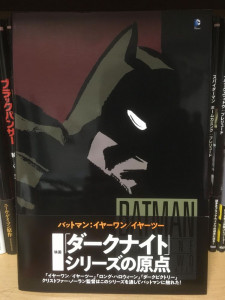 BATMAN
バットマン：イヤーワン／イヤーツー
映画
「ダークナイト」
シリーズの原点
「イヤーワン／イヤーツー」「ロング・ハロウィーン」「ダークビクトリー」
クリストファー・ノーラン監督はこのシリーズを通してバットマンに触れた！
ブラックパンサー